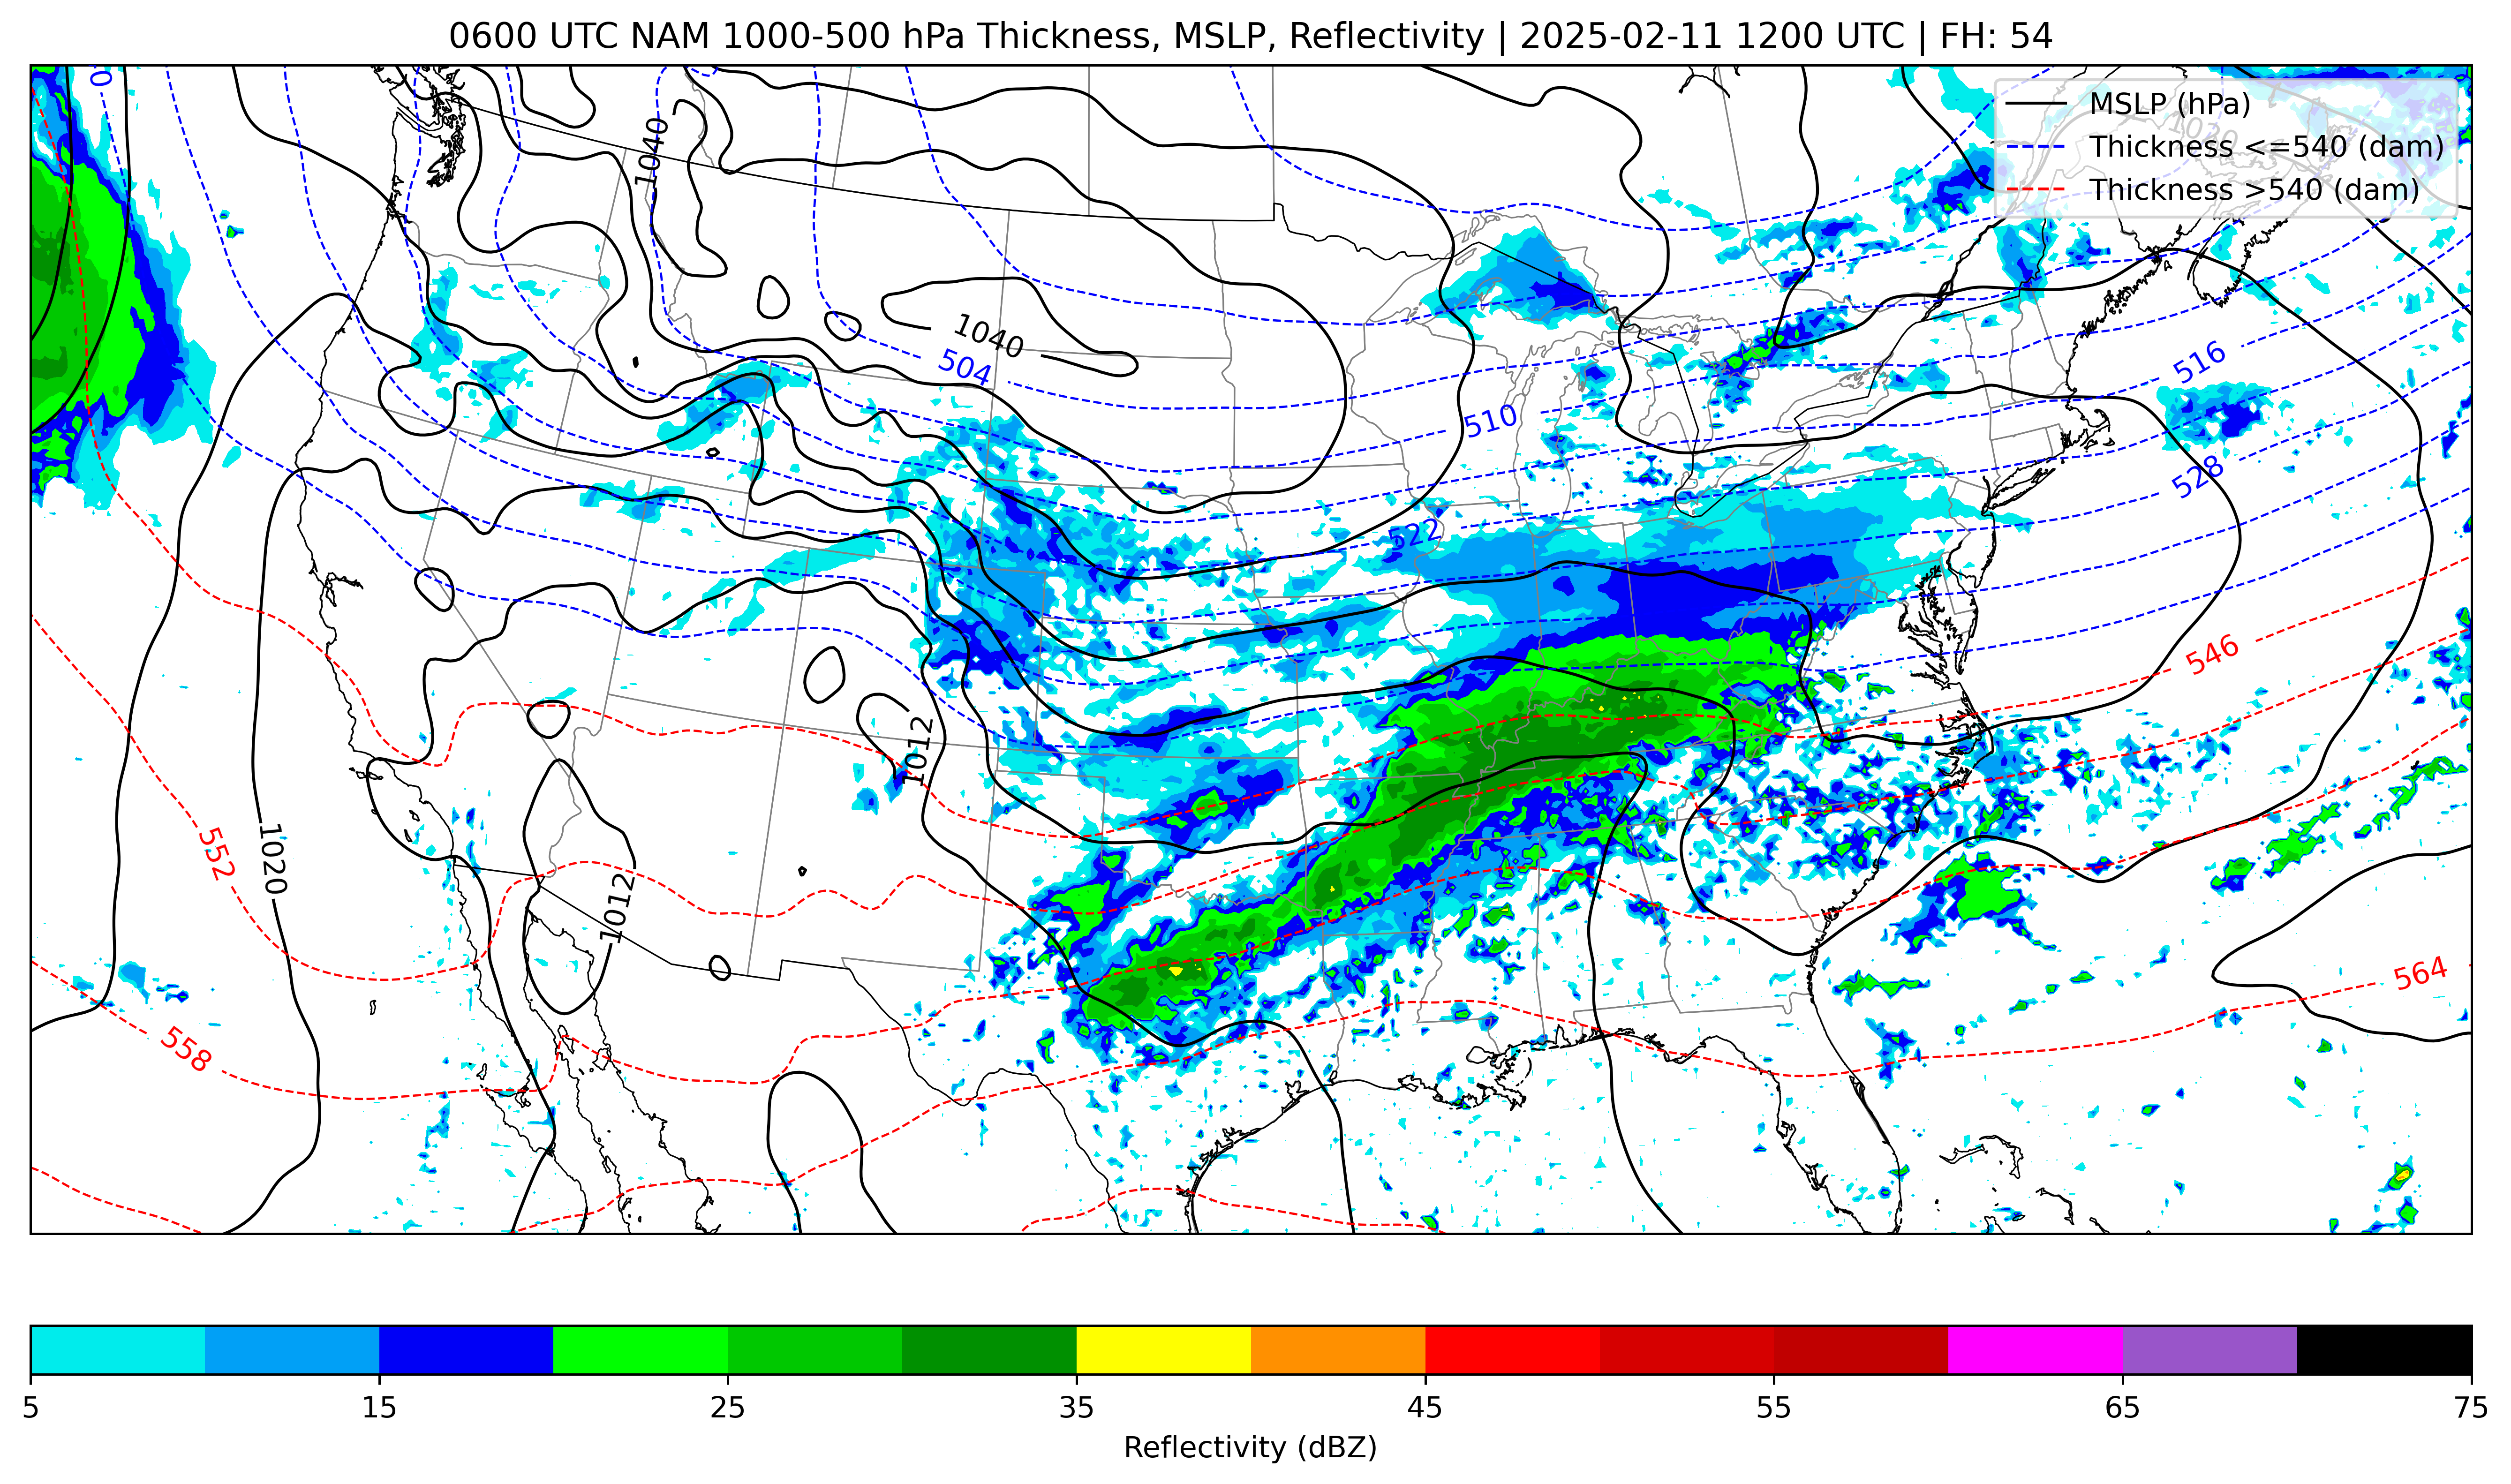 0600 UTC NAM 1000-500 hPa Thickness, MSLP, Reflectivity | 2025-02-11 1200 UTC | FH: 54
0
MSLP (hPa)
1020
Thickness <=540 (dam)
Thickness >540 (dam)
1040
1040
504
516
510
528
522
546
1012
552
1020
1012
564
558
5 15 25 35 45 55 65 75
Reflectivity (dBZ)